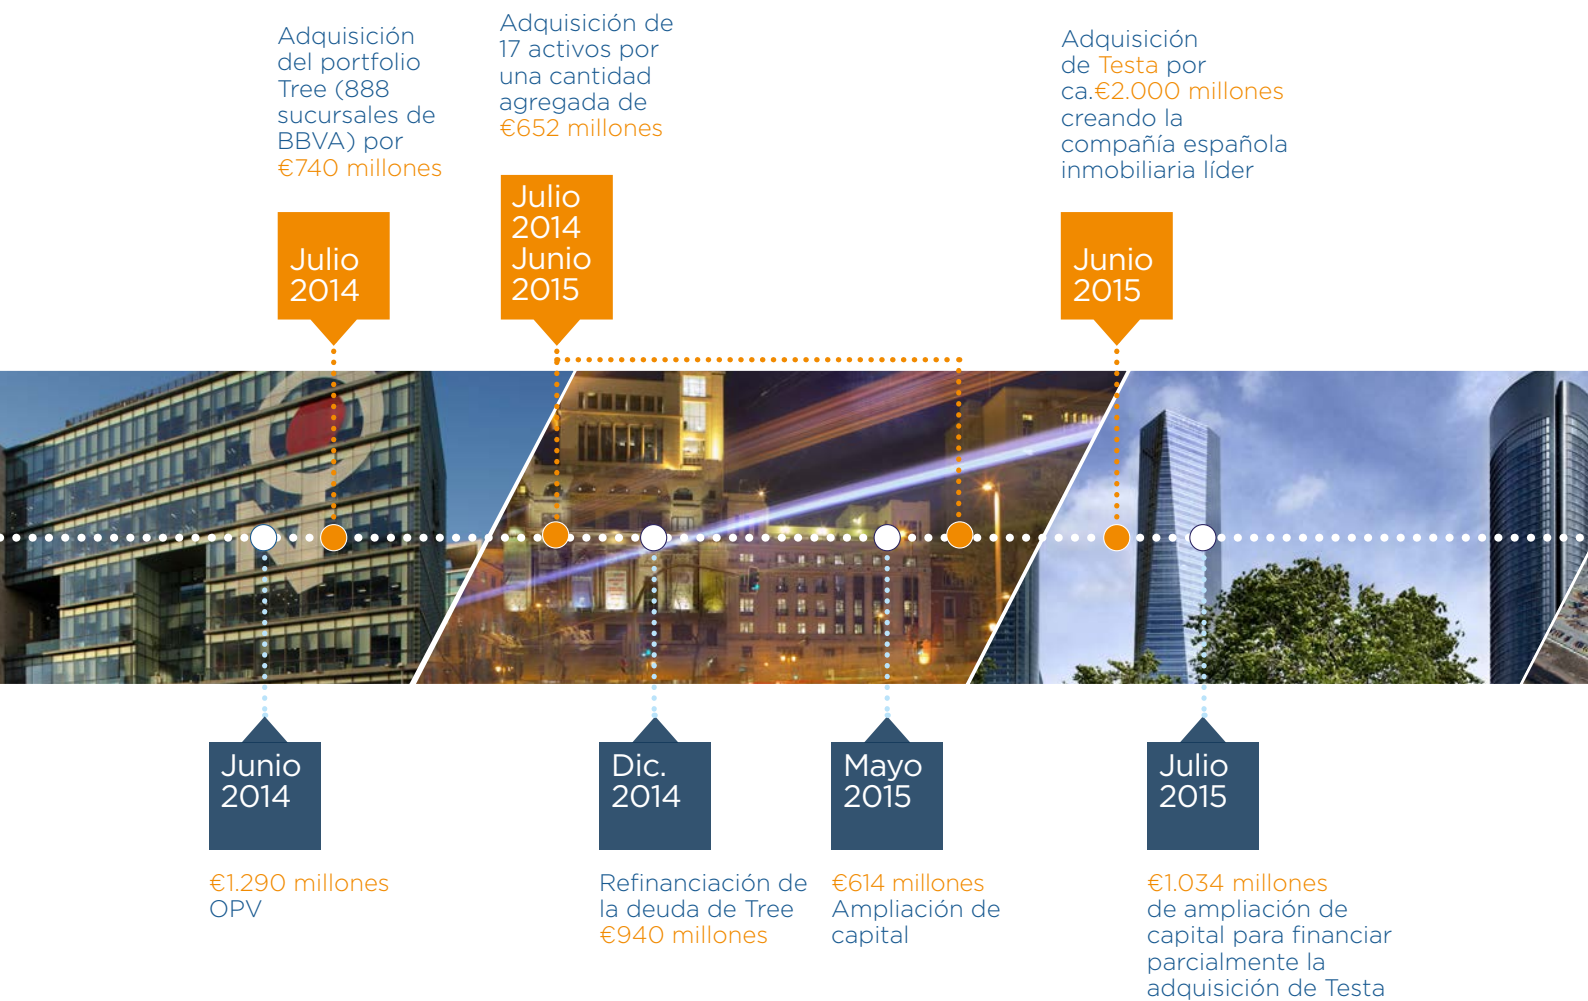 Adquisición
del portfolio
Tree (888
sucursales de
BBVA) por
€740 millones
Julio
2014
Adquisición de
17 activos por
una cantidad
agregada de
€652 millones
Julio
2014
Junio
2015
Adquisición
de Testa por
ca.€2.000 millones
creando la
compañía española
inmobiliaria líder
Junio
2015
Junio
2014
€1.290 millones
OPV
Dic.
2014
Refinanciación de
la deuda de Tree
€940 millones
Mayo
2015
€614 millones
Ampliación de
capital
Julio
2015
€1.034 millones
de ampliación de
capital para financiar
parcialmente la
adquisición de Testa